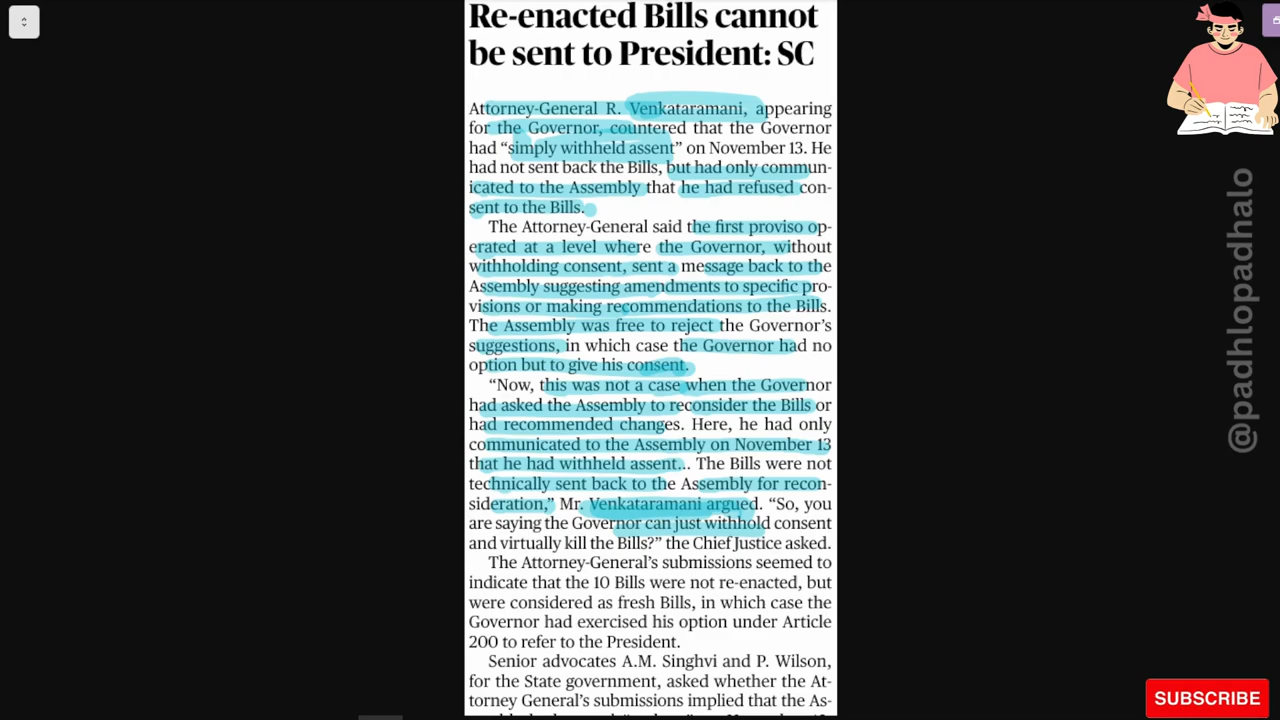 Re-enacted Bills cannot
be sent to President: SC
Attorney-General R. Venkataramani, appearing
for the Governor, countered that the Governor
had “simply withheld assent” on November 13. He
had not sent back the Bills, but had only commun-
icated to the Assembly that he had refused con-
sent to the Bills.
The Attorney-General said the first proviso op-
erated at a level where the Governor, without
withholding consent, sent a message back to the
Assembly suggesting amendments to specific pro-
visions or making recommendations to the Bills.
The Assembly was free to reject the Governor’s
suggestions, in which case the Governor had no
option but to give his consent.
“Now, this was not a case when the Governor
had asked the Assembly to reconsider the Bills or
had recommended changes. Here, he had only
communicated to the Assembly on November 13
that he had withheld assent... The Bills were not
technically sent back to the Assembly for recon-
sideration,” Mr. Venkataramani argued. “So, you
are saying the Governor can just withhold consent
and virtually kill the Bills?” the Chief Justice asked.
The Attorney-General’s submissions seemed to
indicate that the 10 Bills were not re-enacted, but
were considered as fresh Bills, in which case the
Governor had exercised his option under Article
200 to refer to the President.
Senior advocates A.M. Singhvi and P. Wilson,
for the State government, asked whether the At-
torney General’s submissions implied that the As-
@padhlopadhalo
SUBSCRIBE